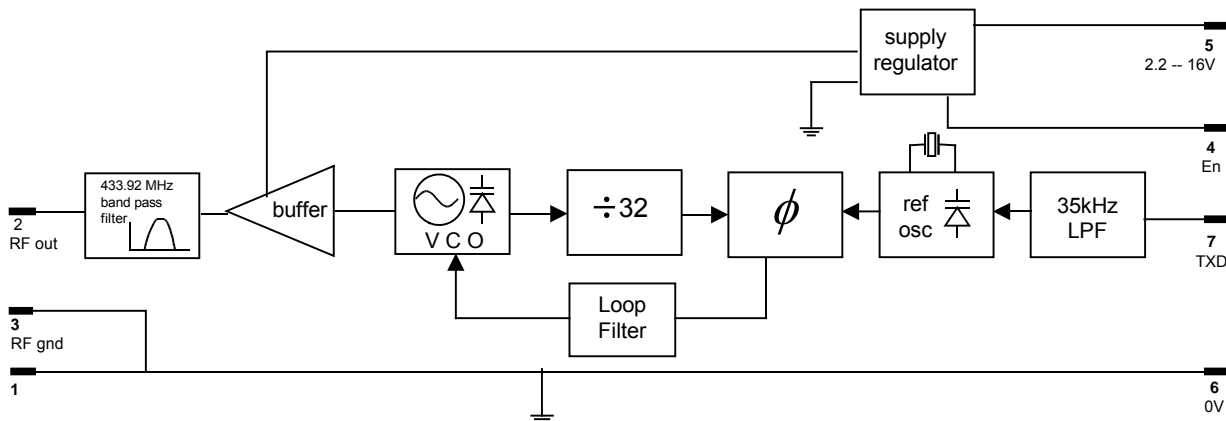 supply
regulator
5
2.2 -- 16V
4
En
433.92 MHz
band pass
filter
buffer
V C O
÷32
ϕ
ref
osc
35kHz
LPF
2
RF out
7
TXD
Loop
Filter
3
RF gnd
1
6
0V